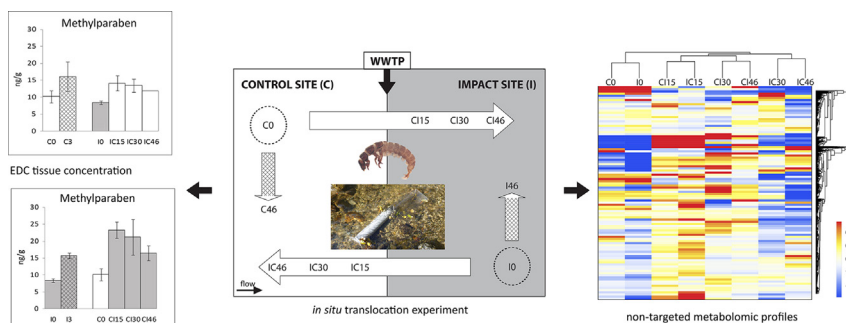 Methylparaben
30
25
20
15
10
5
0
ng/g
C0 C3 I0 IC15 IC30 IC46
EDC tissue concentration
Methylparaben
30
25
20
15
10
5
0
ng/g
I0 I3 C0 CI15 CI30 CI46
WWTP
CONTROL SITE (C) IMPACT SITE (I)
C0
CI15 CI30 CI46
C46
I46
IC46 IC30 IC15
I0
flow
in situ translocation experiment
C0 I0 CI15 IC15 CI30 CI46 IC30 IC46
non-targeted metabolomic profiles